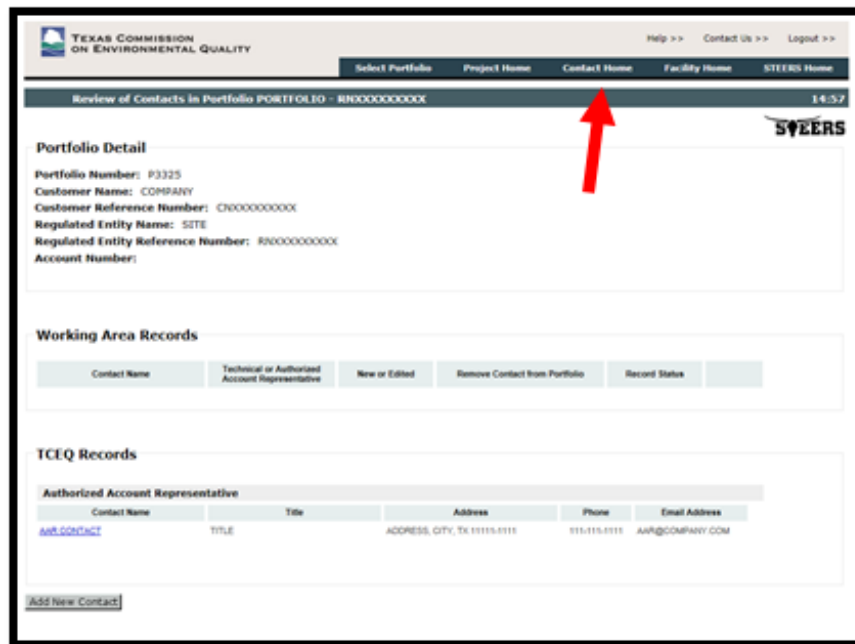 TEXAS COMMISSION
ON ENVIRONMENTAL QUALITY
Help >> Contact Us >> Logout >>
Select Portfolio Project Home Contact Home Facility Home STEERS Home
Review of Contacts in Portfolio PORTFOLIO - RNXXXXXXXXX 14:57
STEERS
Portfolio Detail
Portfolio Number: P3325
Customer Name: COMPANY
Customer Reference Number: CNXXXXXXXXX
Regulated Entity Name: SITE
Regulated Entity Reference Number: RNXXXXXXXXX
Account Number:
Working Area Records
Contact Name Technical or Authorized Account Representative New or Edited Remove Contact from Portfolio Record Status
TCEQ Records
Authorized Account Representative
Contact Name Title Address Phone Email Address
AAR CONTACT TITLE ADDRESS, CITY, TX 11111-1111 111-111-1111 AAR@COMPANY.COM
Add New Contact